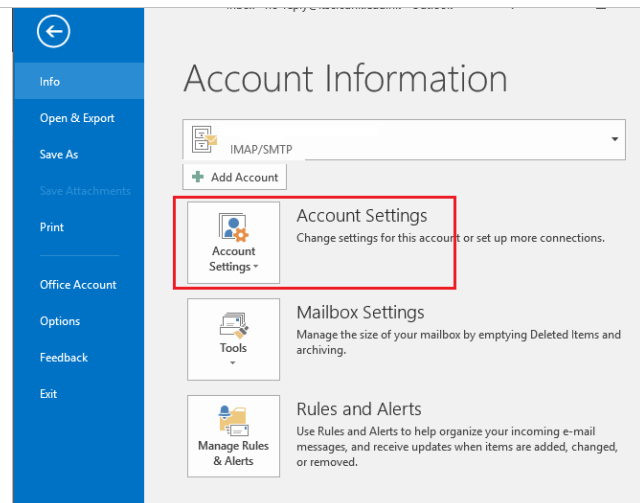 Info
Open & Export
Save As
Save Attachments
Print
Office Account
Options
Feedback
Exit
Account Information
IMAP/SMTP
Add Account
Account
Settings
Account Settings
Change settings for this account or set up more connections.
Tools
Mailbox Settings
Manage the size of your mailbox by emptying Deleted Items and
archiving.
Manage Rules
& Alerts
Rules and Alerts
Use Rules and Alerts to help organize your incoming e-mail
messages, and receive updates when items are added, changed,
or removed.